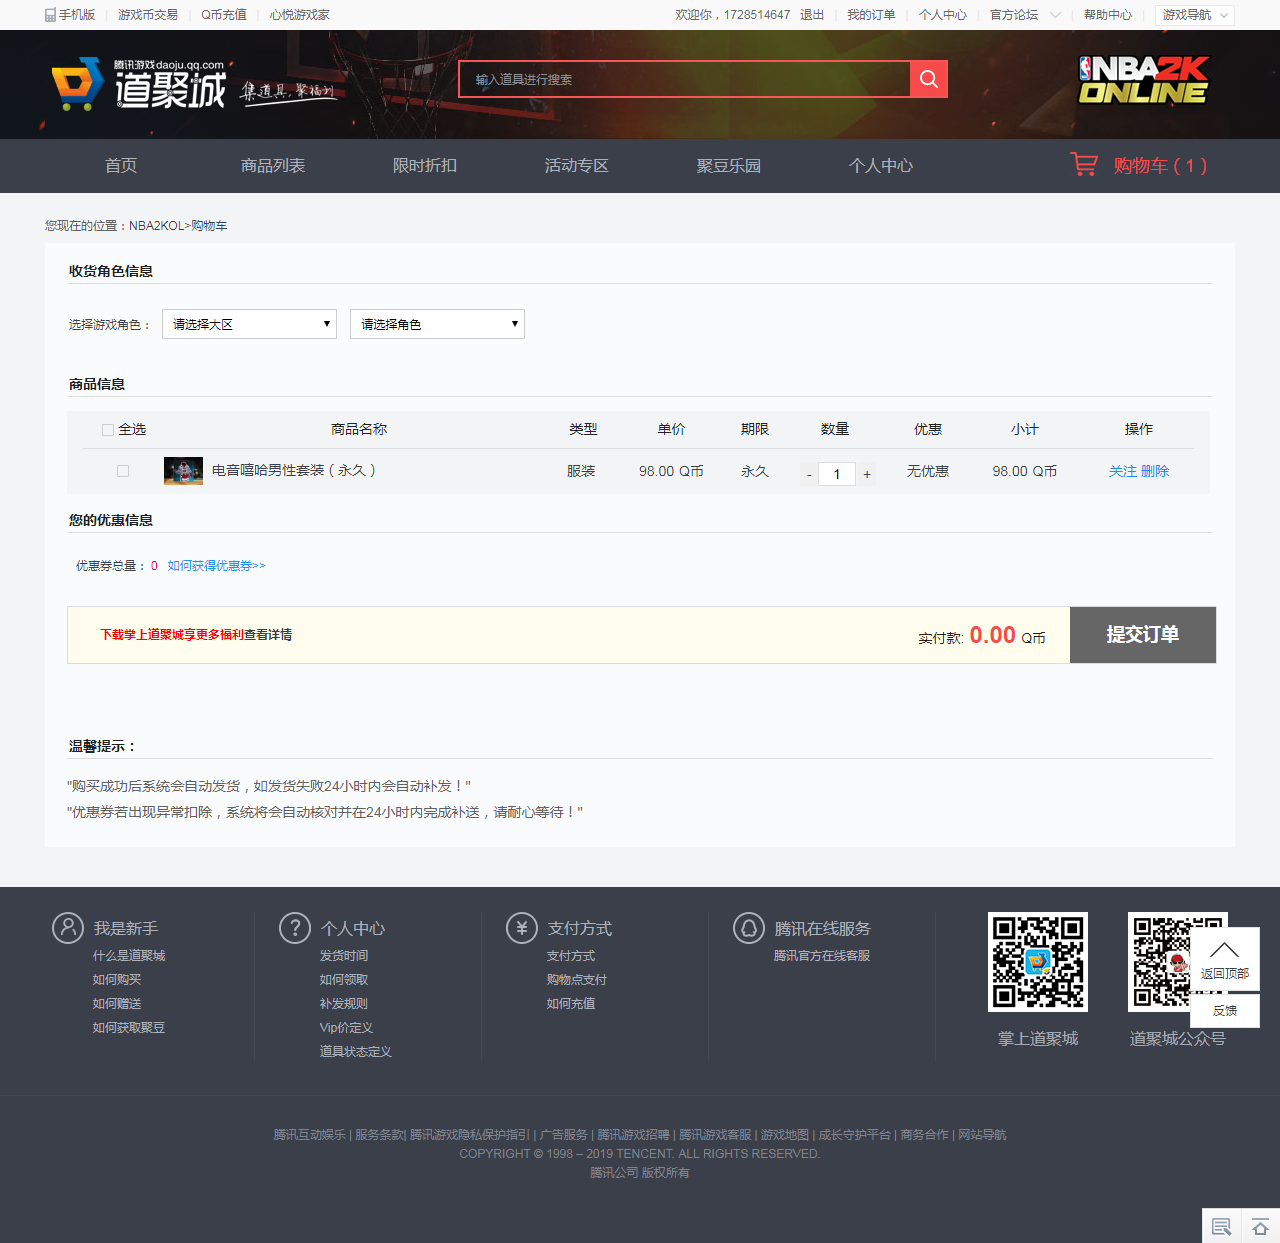 手机版 | 游戏币交易 | Q币充值 | 心悦游戏家 欢迎你，1728514647 退出 | 我的订单 | 个人中心 | 官方论坛 | 帮助中心 | 游戏导航
腾讯游戏daoju.qq.com
道聚城 集道具，聚福利
输入道具进行搜索
NBA2K ONLINE
首页 商品列表 限时折扣 活动专区 聚豆乐园 个人中心 购物车 ( 1 )
您现在的位置：NBA2KOL>购物车
收货角色信息
选择游戏角色： 请选择大区 请选择角色
商品信息
全选 商品名称 类型 单价 期限 数量 优惠 小计 操作
电音嘻哈男性套装（永久） 服装 98.00 Q币 永久 - 1 + 无优惠 98.00 Q币 关注 删除
您的优惠信息
优惠券总量：0 如何获得优惠券>>
下载掌上道聚城享更多福利查看详情 实付款: 0.00 Q币 提交订单
温馨提示：
"购买成功后系统会自动发货，如发货失败24小时内会自动补发！"
"优惠券若出现异常扣除，系统将会自动核对并在24小时内完成补送，请耐心等待！"
我是新手
什么是道聚城
如何购买
如何赠送
如何获取聚豆
个人中心
发货时间
如何领取
补发规则
Vip价定义
道具状态定义
支付方式
支付方式
购物点支付
如何充值
腾讯在线服务
腾讯官方在线客服
掌上道聚城
道聚城公众号
返回顶部
反馈
腾讯互动娱乐 | 服务条款| 腾讯游戏隐私保护指引 | 广告服务 | 腾讯游戏招聘 | 腾讯游戏客服 | 游戏地图 | 成长守护平台 | 商务合作 | 网站导航
COPYRIGHT © 1998 – 2019 TENCENT. ALL RIGHTS RESERVED.
腾讯公司 版权所有